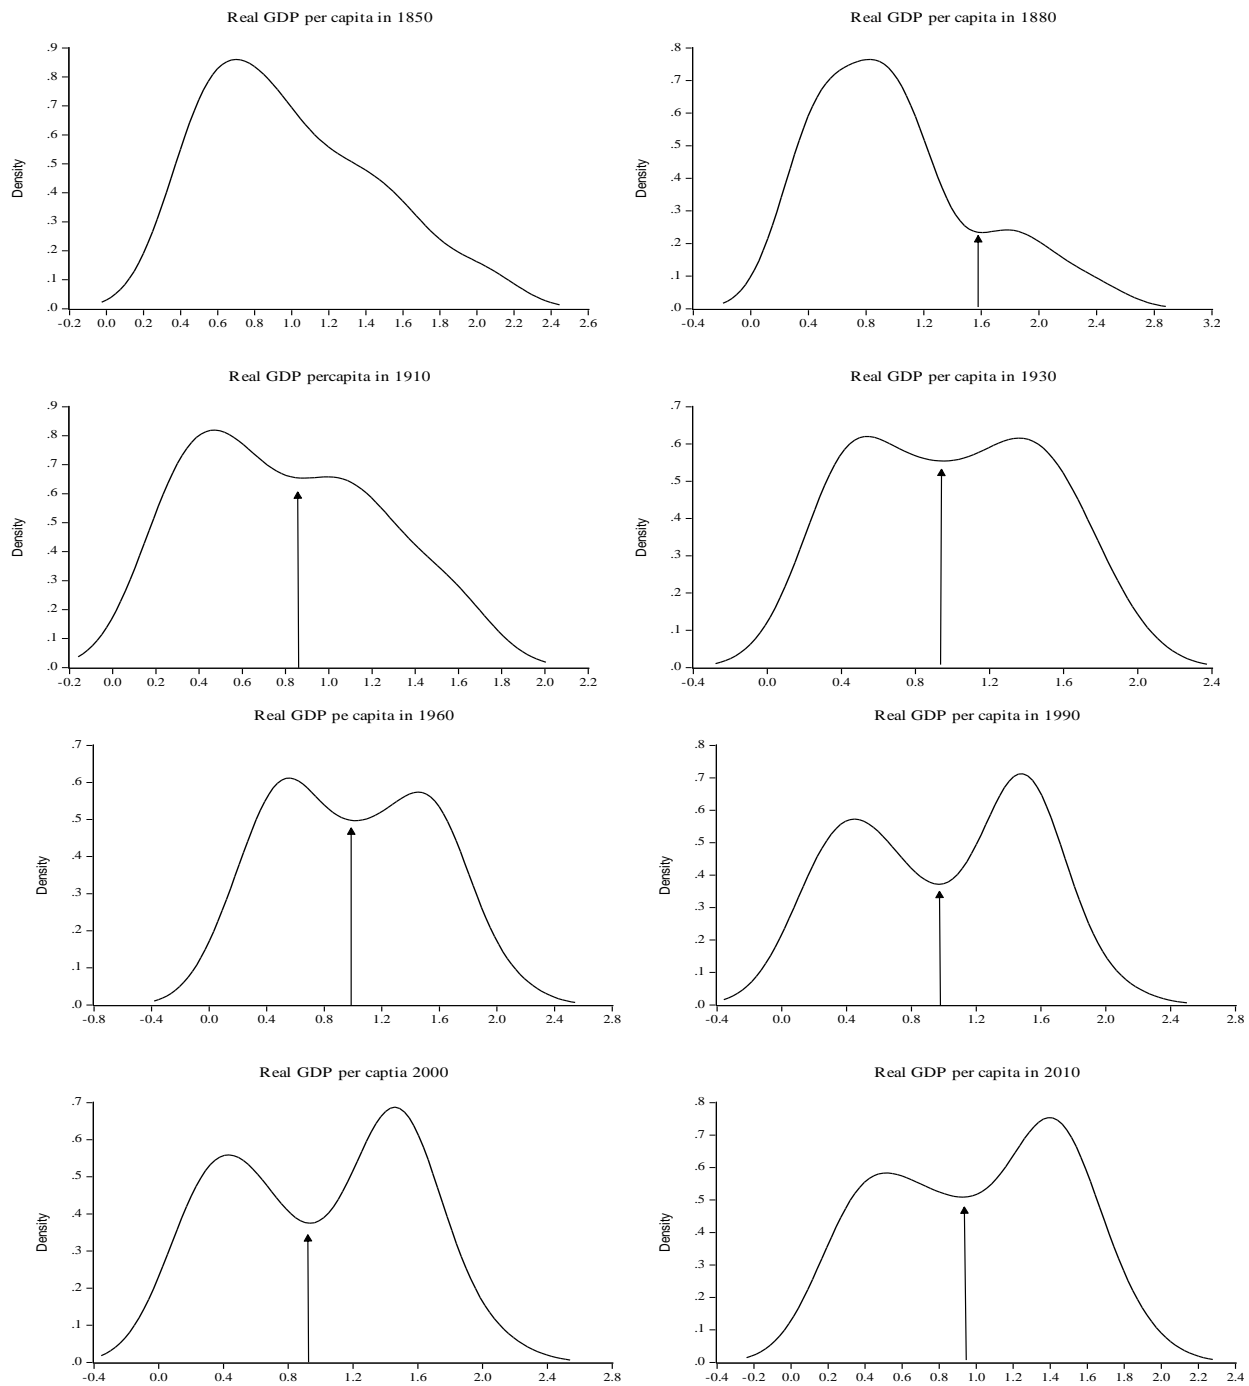 Real GDP per capita in 1850
Real GDP per capita in 1880
.9
.8
.7
.6
.5
.4
.3
.2
.1
.0
Density
-0.2 0.0 0.2 0.4 0.6 0.8 1.0 1.2 1.4 1.6 1.8 2.0 2.2 2.4 2.6
.8
.7
.6
.5
.4
.3
.2
.1
.0
Density
-0.4 0.0 0.4 0.8 1.2 1.6 2.0 2.4 2.8 3.2
Real GDP percapita in 1910
Real GDP per capita in 1930
.9
.8
.7
.6
.5
.4
.3
.2
.1
.0
Density
-0.2 0.0 0.2 0.4 0.6 0.8 1.0 1.2 1.4 1.6 1.8 2.0 2.2
.7
.6
.5
.4
.3
.2
.1
.0
Density
-0.4 0.0 0.4 0.8 1.2 1.6 2.0 2.4
Real GDP pe capita in 1960
Real GDP per capita in 1990
.7
.6
.5
.4
.3
.2
.1
.0
Density
-0.8 -0.4 0.0 0.4 0.8 1.2 1.6 2.0 2.4 2.8
.8
.7
.6
.5
.4
.3
.2
.1
.0
Density
-0.4 0.0 0.4 0.8 1.2 1.6 2.0 2.4 2.8
Real GDP per captia 2000
Real GDP per capita in 2010
.7
.6
.5
.4
.3
.2
.1
.0
Density
-0.4 0.0 0.4 0.8 1.2 1.6 2.0 2.4 2.8
.8
.7
.6
.5
.4
.3
.2
.1
.0
Density
-0.4 -0.2 0.0 0.2 0.4 0.6 0.8 1.0 1.2 1.4 1.6 1.8 2.0 2.2 2.4